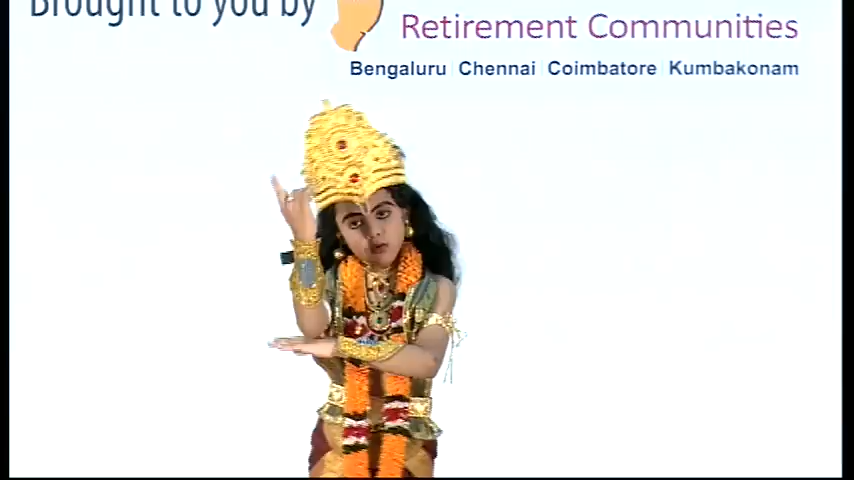 Brought to you by
Retirement Communities
Bengaluru Chennai Coimbatore Kumbakonam